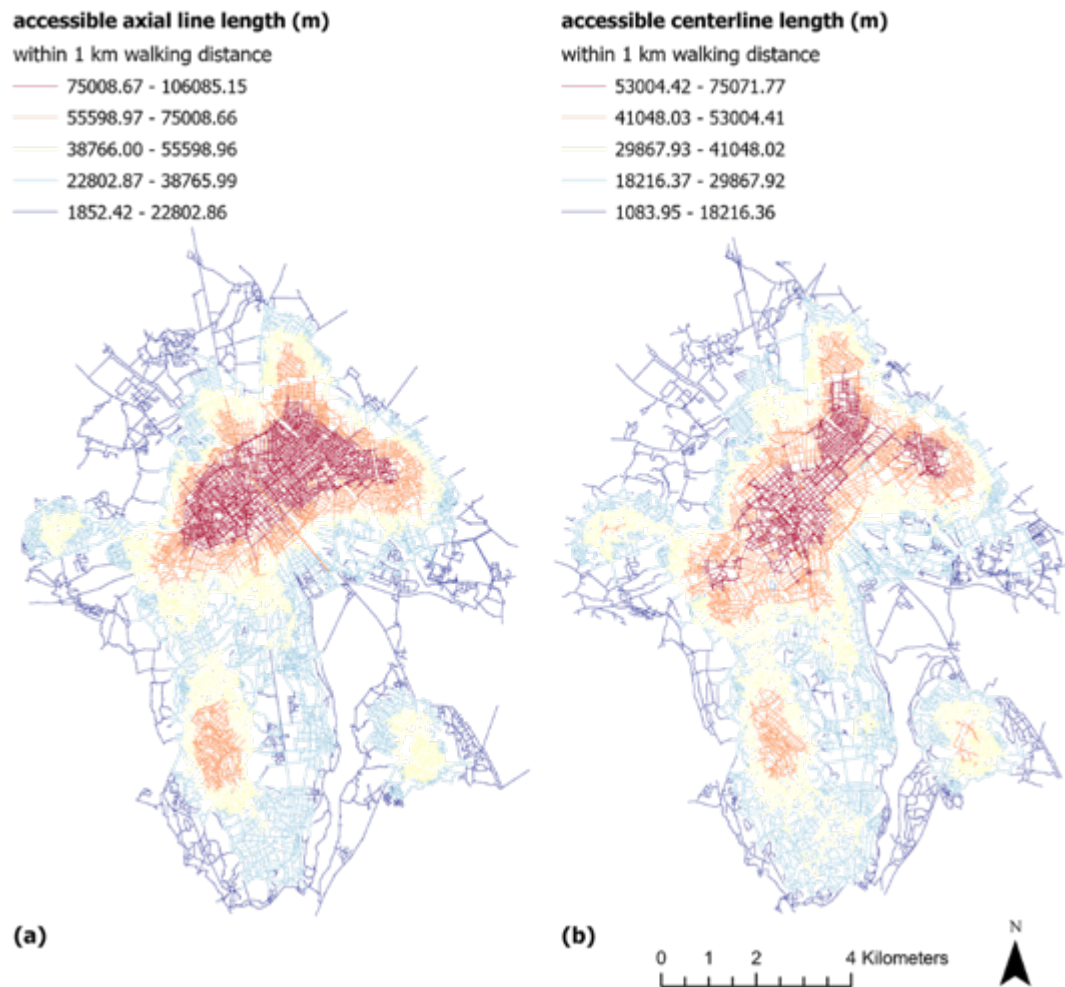 accessible axial line length (m)
within 1 km walking distance
75008.67 - 106085.15
55598.97 - 75008.66
38766.00 - 55598.96
22802.87 - 38765.99
1852.42 - 22802.86
accessible centerline length (m)
within 1 km walking distance
53004.42 - 75071.77
41048.03 - 53004.41
29867.93 - 41048.02
18216.37 - 29867.92
1083.95 - 18216.36
(a)
(b)
0 1 2 4 Kilometers
N